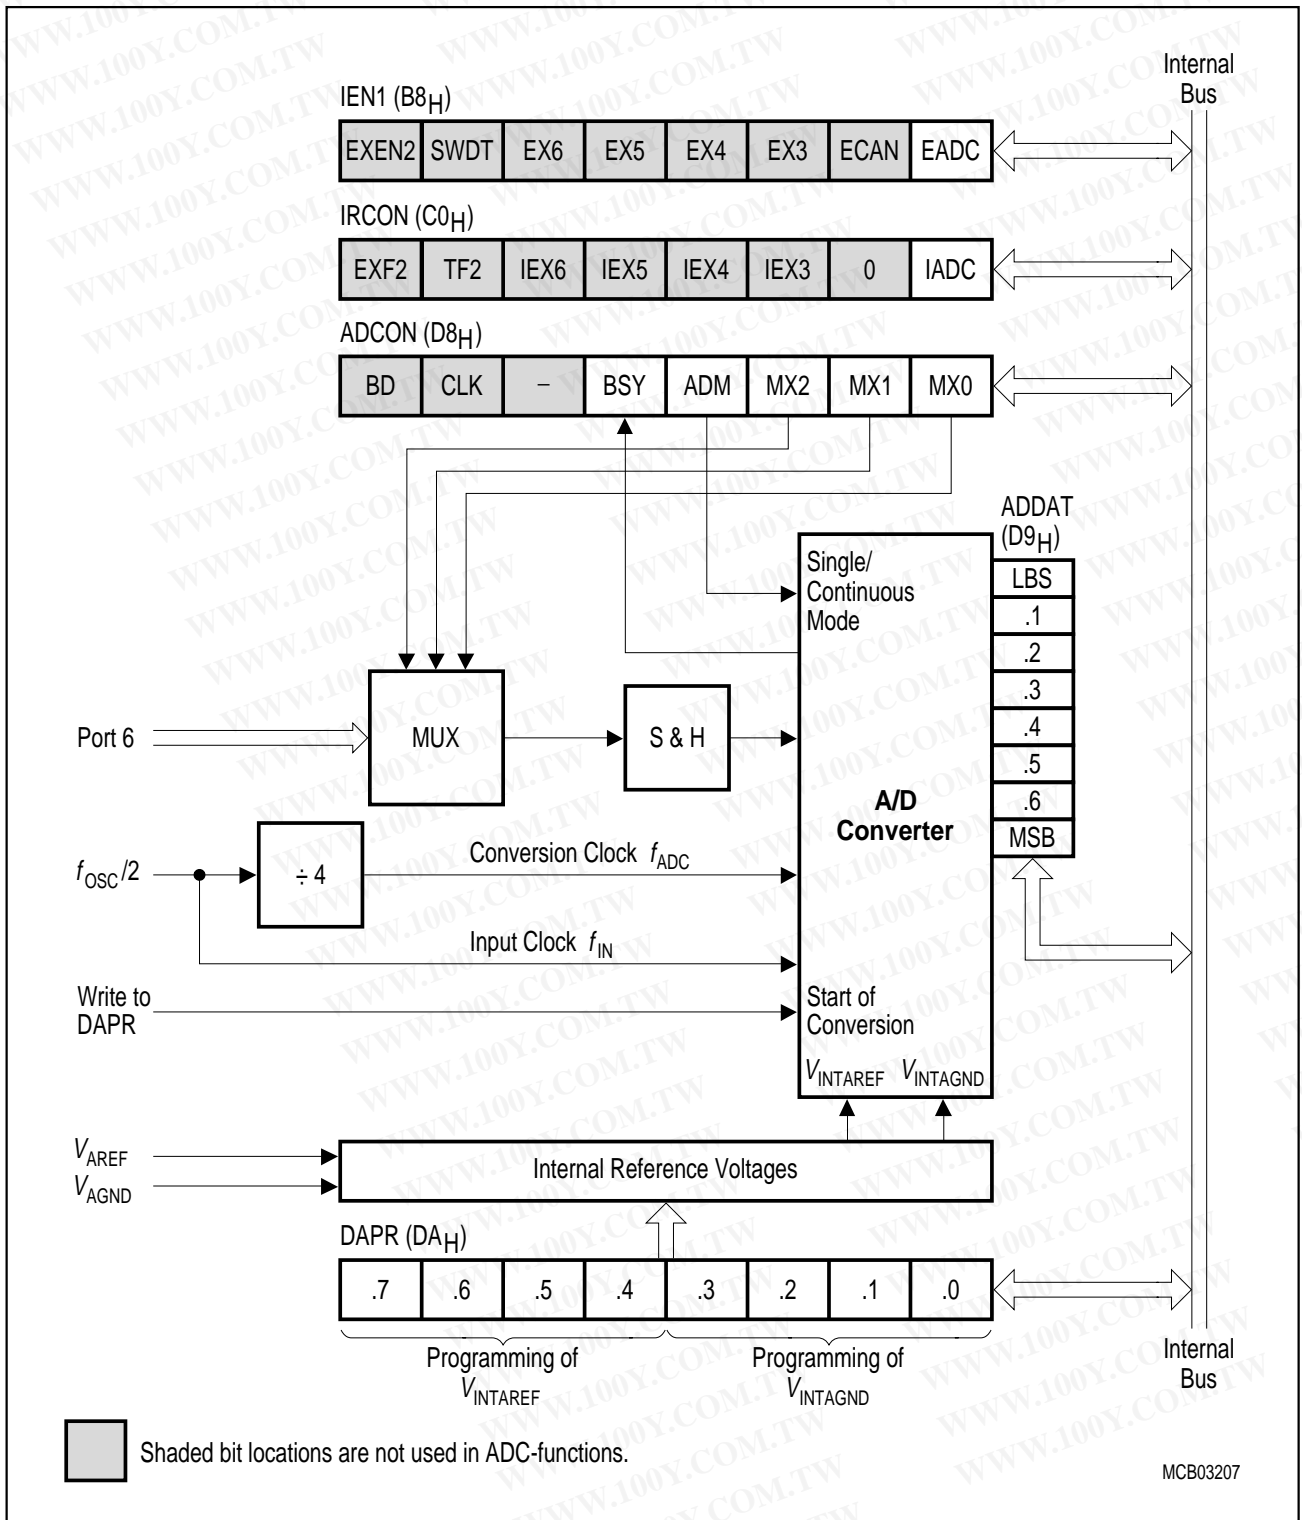 Internal
Bus
IEN1 (B8H)
EXEN2 SWDT EX6 EX5 EX4 EX3 ECAN EADC
IRCON (C0H)
EXF2 TF2 IEX6 IEX5 IEX4 IEX3 0 IADC
ADCON (D8H)
BD CLK – BSY ADM MX2 MX1 MX0
ADDAT
(D9H)
LBS
.1
.2
.3
.4
.5
.6
MSB
Single/
Continuous
Mode
Port 6
MUX
S & H
A/D
Converter
fOSC/2
÷ 4
Conversion Clock fADC
Input Clock fIN
Write to
DAPR
Start of
Conversion
VINTAREF VINTAGND
VAREF
VAGND
Internal Reference Voltages
DAPR (DAH)
.7 .6 .5 .4 .3 .2 .1 .0
Programming of
VINTAREF
Programming of
VINTAGND
Internal
Bus
Shaded bit locations are not used in ADC-functions.
MCB03207
WWW.100Y.COM.TW